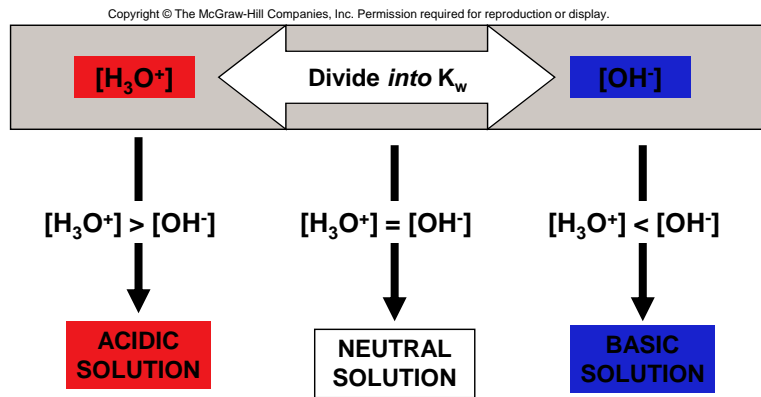 Copyright © The McGraw-Hill Companies, Inc. Permission required for reproduction or display.
[H₃O⁺] Divide into Kw [OH⁻]
[H₃O⁺] > [OH⁻] [H₃O⁺] = [OH⁻] [H₃O⁺] < [OH⁻]
ACIDIC
SOLUTION
NEUTRAL
SOLUTION
BASIC
SOLUTION